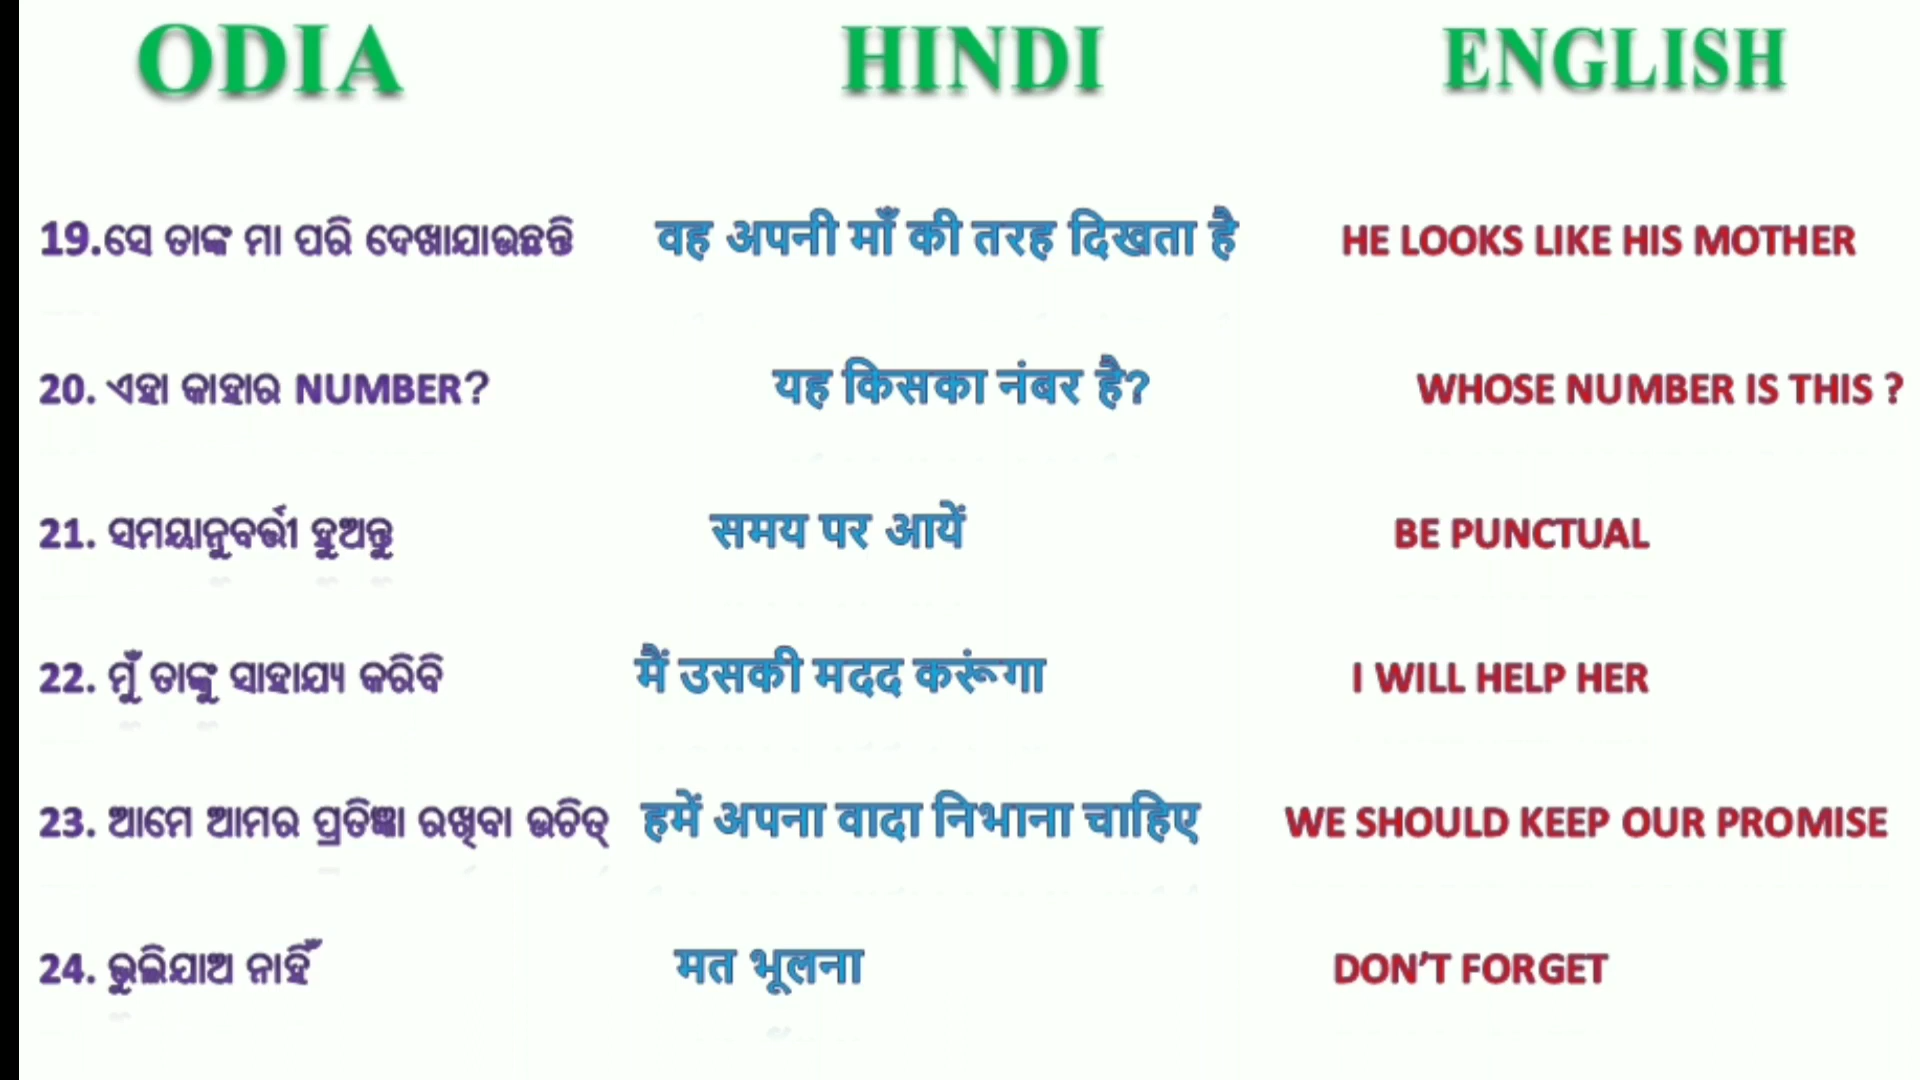 ODIA HINDI ENGLISH
19.ସେ ତାଙ୍କ ମା ପରି ଦେଖାଯାଉଛନ୍ତି वह अपनी माँ की तरह दिखता है HE LOOKS LIKE HIS MOTHER
20. ଏହା କାହାର NUMBER? यह किसका नंबर है? WHOSE NUMBER IS THIS ?
21. ସମୟାନୁବର୍ତ୍ତୀ ହୁଅନ୍ତୁ समय पर आयें BE PUNCTUAL
22. ମୁଁ ତାଙ୍କୁ ସାହାଯ୍ୟ କରିବି मैं उसकी मदद करूंगा I WILL HELP HER
23. ଆମେ ଆମର ପ୍ରତିଜ୍ଞା ରଖିବା ଉଚିତ୍ हमें अपना वादा निभाना चाहिए WE SHOULD KEEP OUR PROMISE
24. ଭୁଲିଯାଅ ନାହିଁ मत भूलना DON'T FORGET